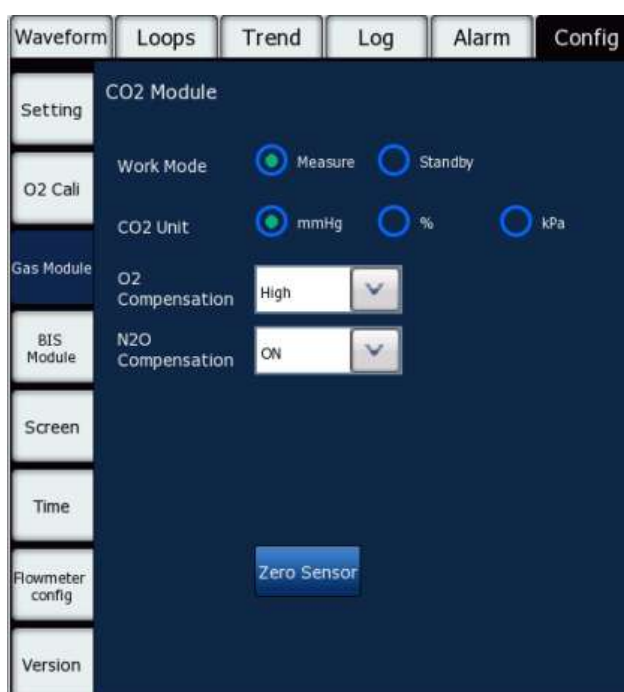 Waveform Loops Trend Log Alarm Config
Setting
O2 Cali
Gas Module
BIS
Module
Screen
Time
Flowmeter
config
Version
CO2 Module
Work Mode Measure Standby
CO2 Unit mmHg % kPa
O2
Compensation High
N2O
Compensation ON
Zero Sensor